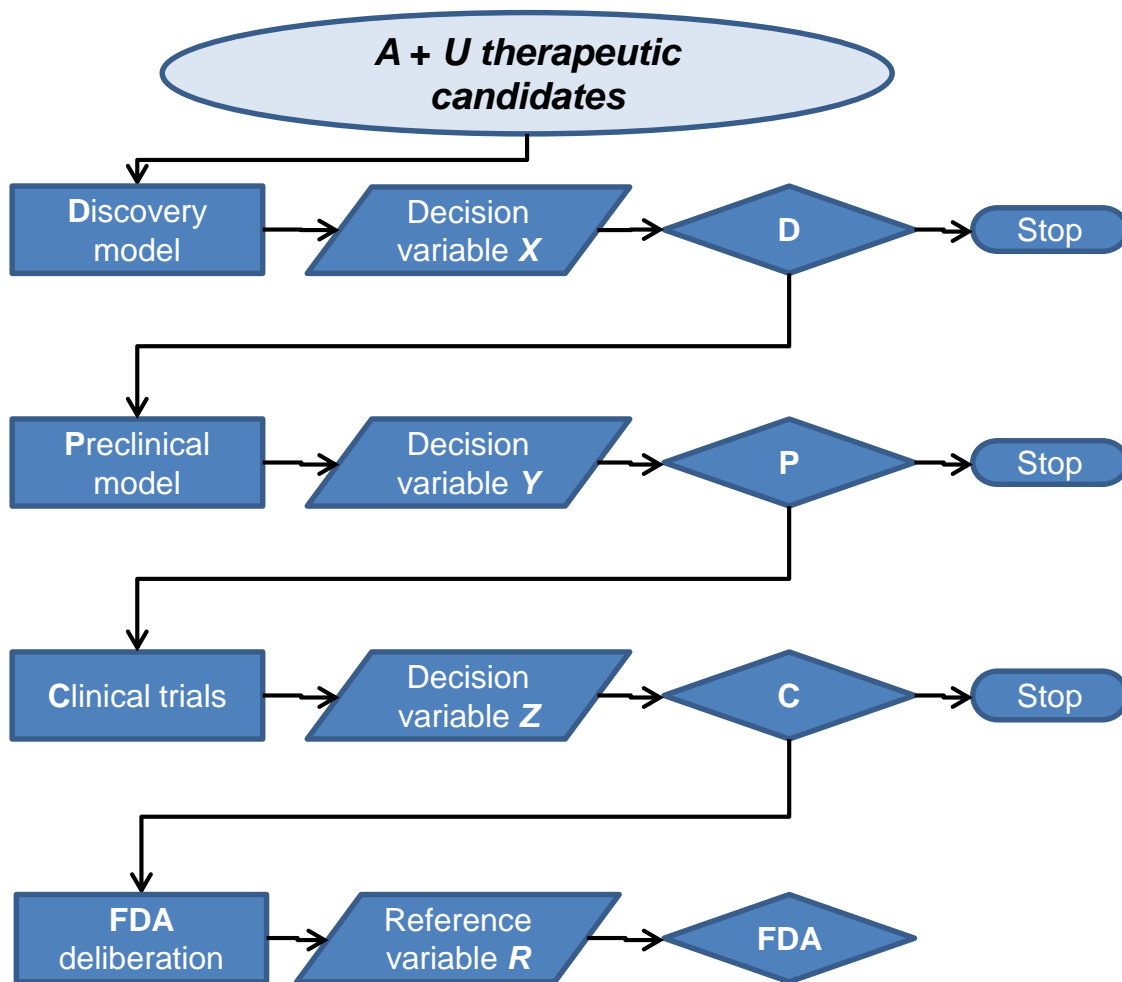 A + U therapeutic
candidates
Discovery
model
Decision
variable X
D
Stop
Preclinical
model
Decision
variable Y
P
Stop
Clinical trials
Decision
variable Z
C
Stop
FDA
deliberation
Reference
variable R
FDA